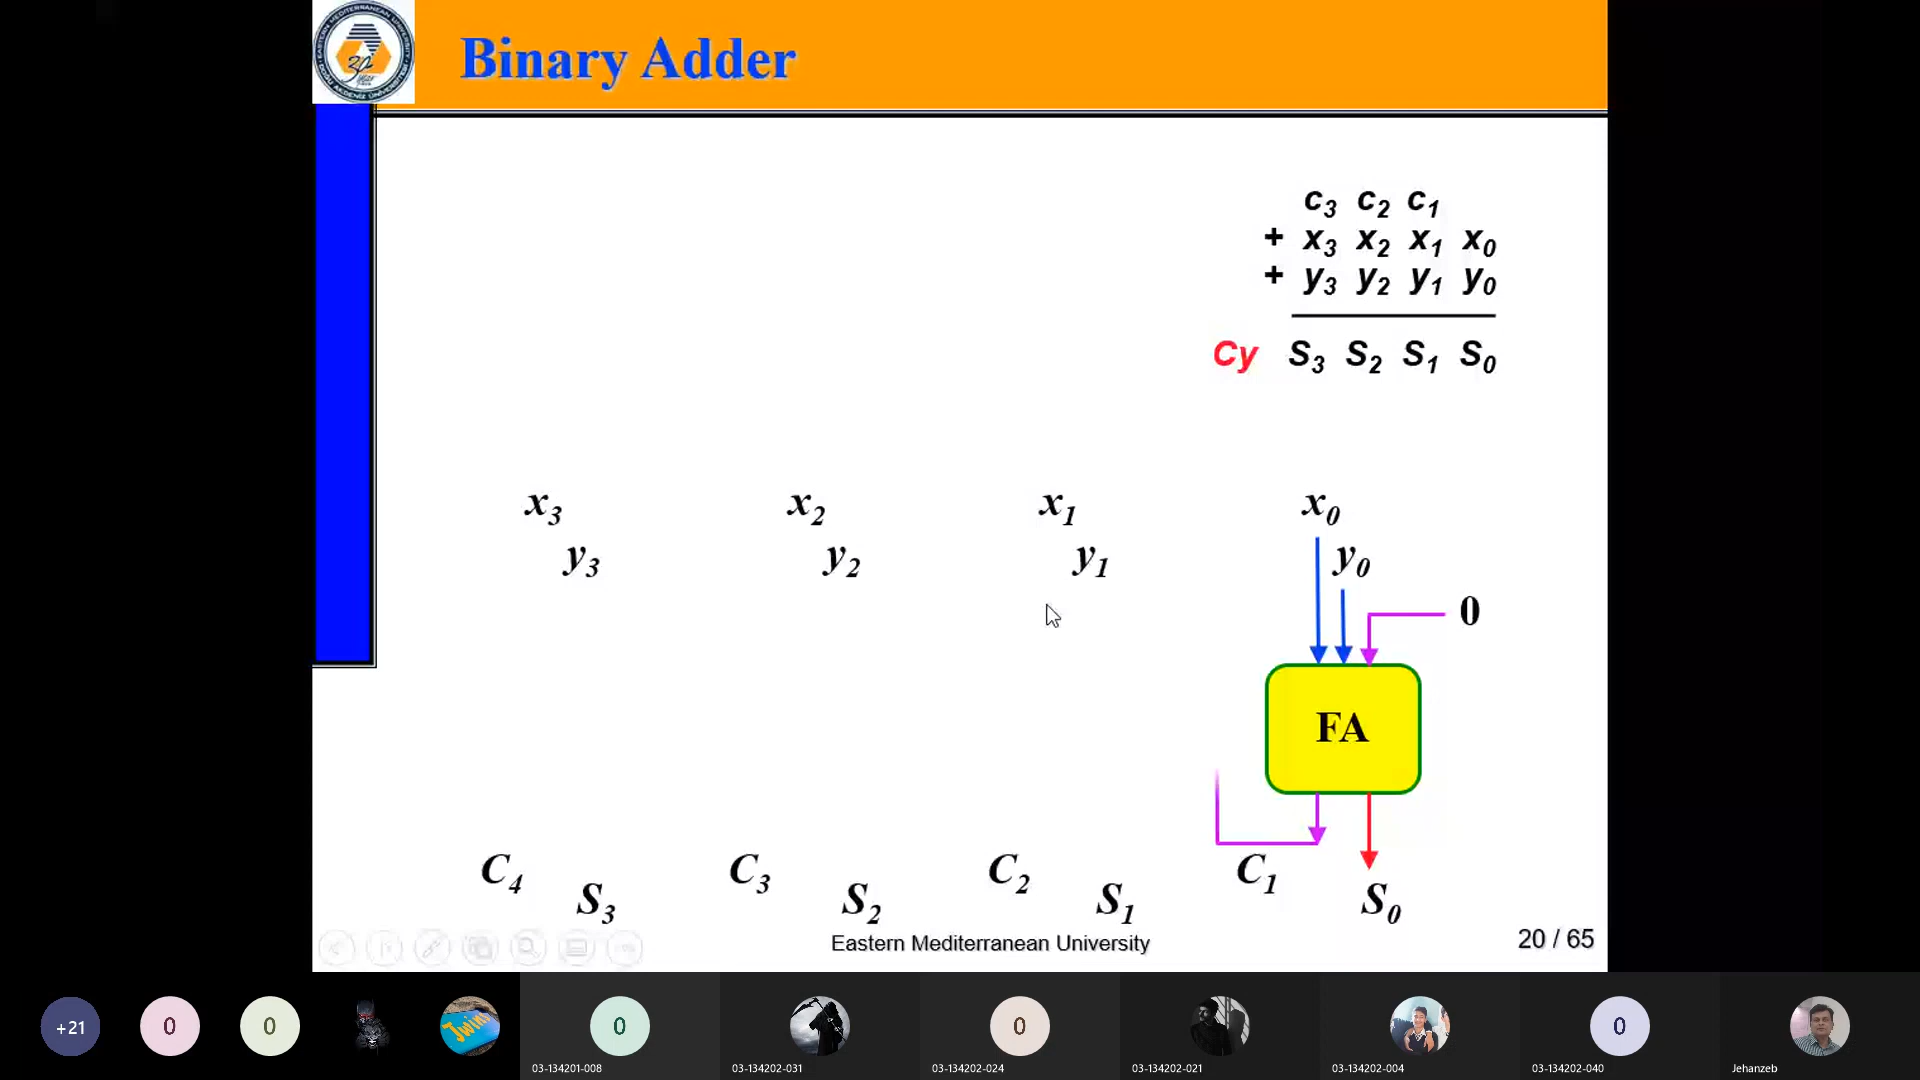 Binary Adder
c3 c2 c1
+ x3 x2 x1 x0
+ y3 y2 y1 y0
Cy S3 S2 S1 S0
x3 x2 x1 x0
y3 y2 y1 y0
0
FA
C4 C3 C2 C1
S3 S2 S1 S0
Eastern Mediterranean University
20 / 65
+21
0
0
Twins
0
0
0
03-134201-008
03-134202-031
03-134202-024
03-134202-021
03-134202-004
03-134202-040
Jehanzeb